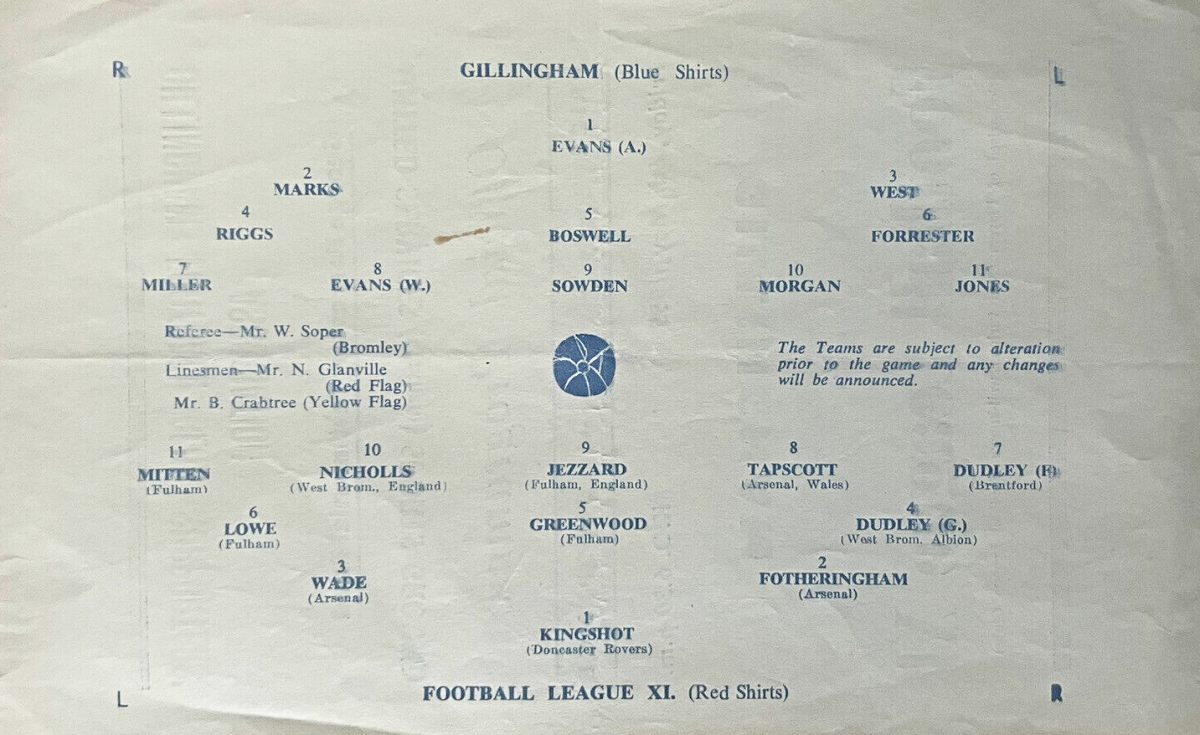 R GILLINGHAM (Blue Shirts) L
1
EVANS (A.)
2 3
MARKS WEST
4 5 6
RIGGS BOSWELL FORRESTER
7 8 9 10 11
MILLER EVANS (W.) SOWDEN MORGAN JONES
Referee—Mr. W. Soper
(Bromley)
Linesmen—Mr. N. Glanville
(Red Flag)
Mr. B. Crabtree (Yellow Flag)
The Teams are subject to alteration
prior to the game and any changes
will be announced.
11 10 9 8 7
MITTEN NICHOLLS JEZZARD TAPSCOTT DUDLEY (F)
(Fulham) (West Brom., England) (Fulham, England) (Arsenal, Wales) (Brentford)
6 5 4
LOWE GREENWOOD DUDLEY (G.)
(Fulham) (Fulham) (West Brom. Albion)
3 2
WADE FOTHERINGHAM
(Arsenal) (Arsenal)
1
KINGSHOT
(Doncaster Rovers)
L FOOTBALL LEAGUE XI. (Red Shirts) R